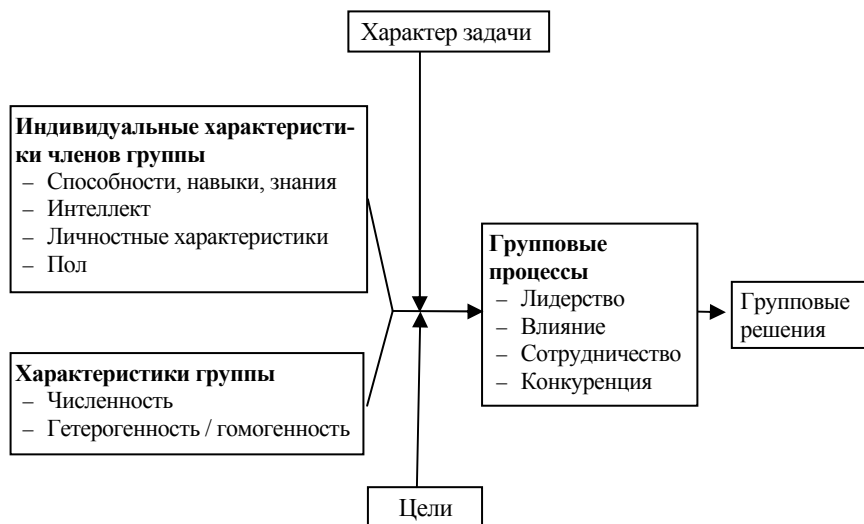 Характер задачи
Индивидуальные характеристи-
ки членов группы
– Способности, навыки, знания
– Интеллект
– Личностные характеристики
– Пол
Характеристики группы
– Численность
– Гетерогенность / гомогенность
Цели
Групповые
процессы
– Лидерство
– Влияние
– Сотрудничество
– Конкуренция
Групповые
решения